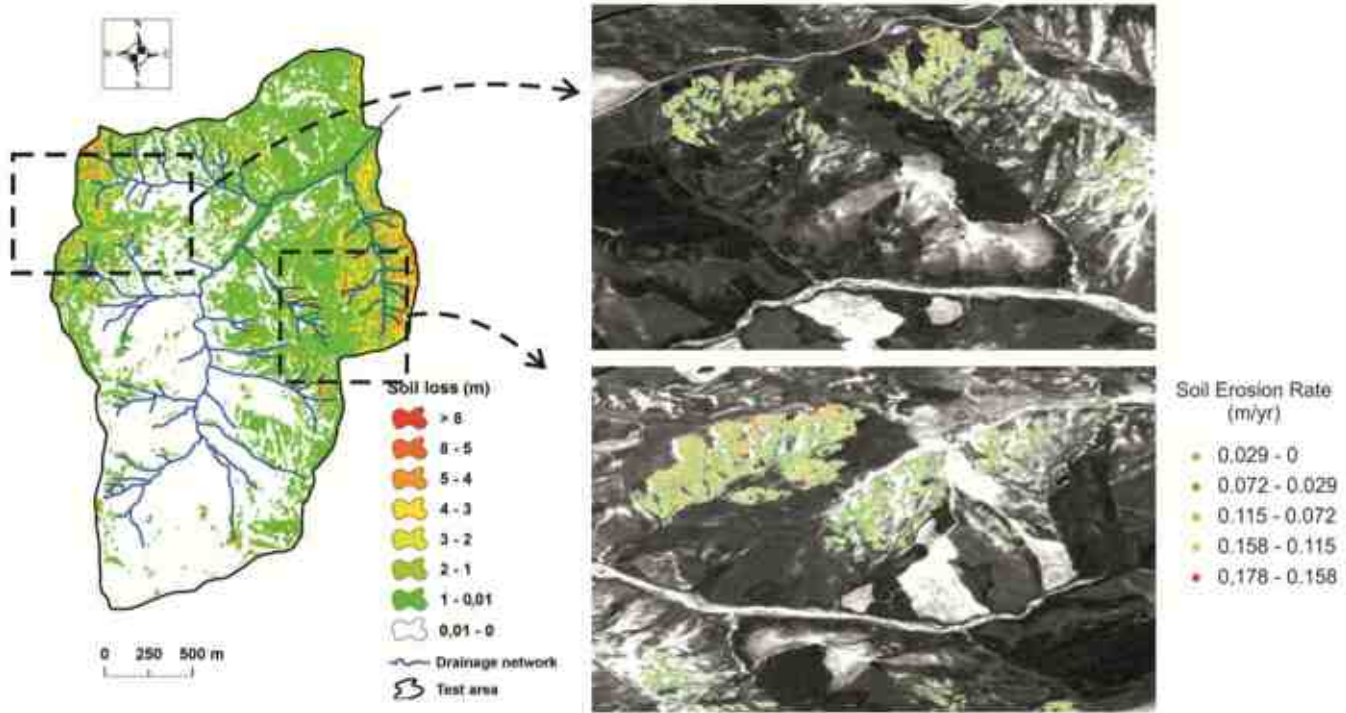 N
Soil loss (m)
> 6
6 - 5
5 - 4
4 - 3
3 - 2
2 - 1
1 - 0,01
0,01 - 0
Drainage network
Test area
0 250 500 m
Soil Erosion Rate
(m/yr)
0.029 - 0
0.072 - 0.029
0.115 - 0.072
0.158 - 0.115
0,178 - 0.158